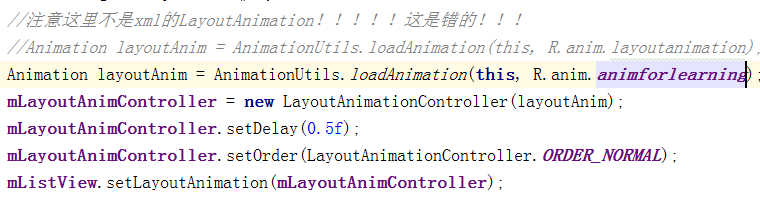 //注意这里不是xml的LayoutAnimation！！！！！这是错的！！！
//Animation layoutAnim = AnimationUtils.loadAnimation(this, R.anim.layoutanimation);
Animation layoutAnim = AnimationUtils.loadAnimation(this, R.anim.animforlearning);
mLayoutAnimController = new LayoutAnimationController(layoutAnim);
mLayoutAnimController.setDelay(0.5f);
mLayoutAnimController.setOrder(LayoutAnimationController.ORDER_NORMAL);
mListView.setLayoutAnimation(mLayoutAnimController);